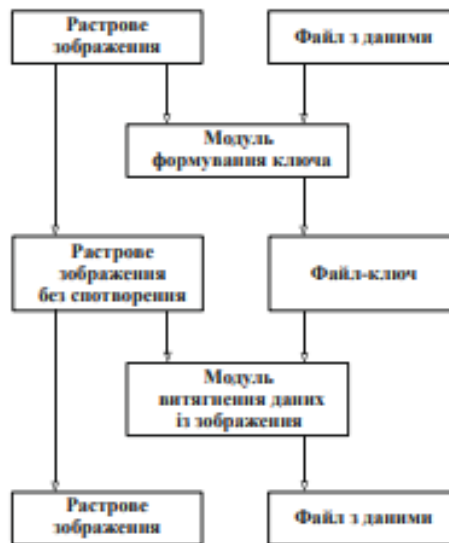 Растрове
зображення
Файл з даними
Модуль
формування ключа
Растрове
зображення
без спотворення
Файл-ключ
Модуль
витягнення даних
із зображення
Растрове
зображення
Файл з даними